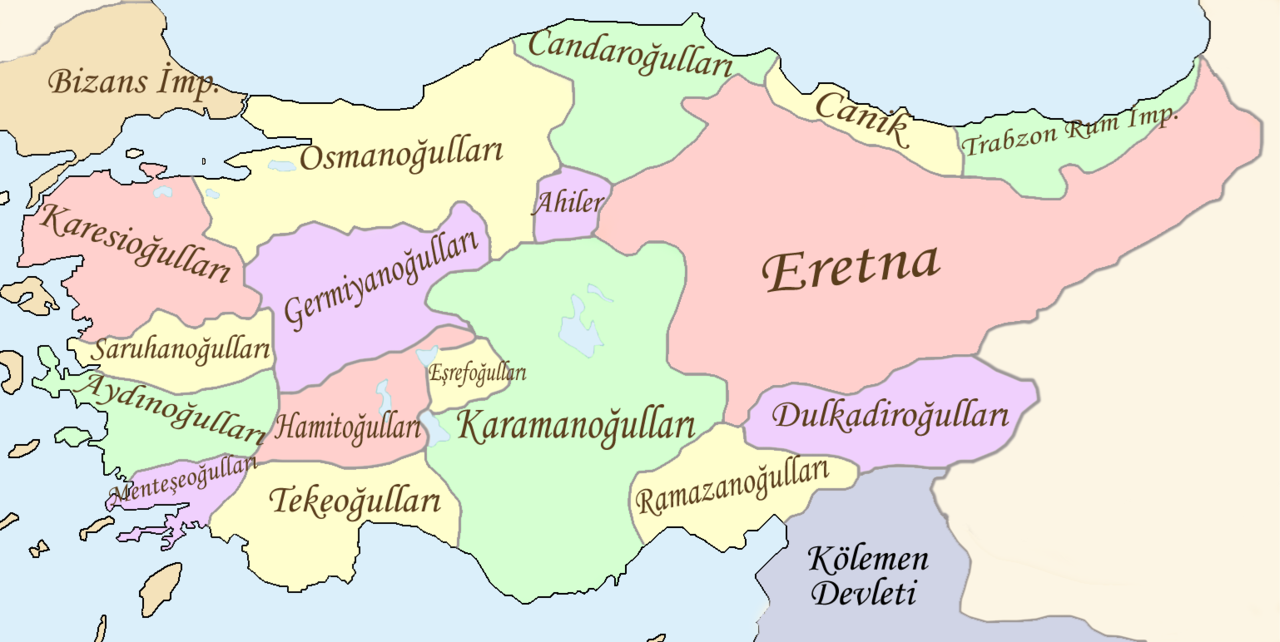 Bizans İmp.
Candaroğulları
Canik
Trabzon Rum İmp.
Osmanoğulları
Ahiler
Karesioğulları
Germiyanoğulları
Eretna
Saruhanoğulları
Eşrefoğulları
Aydınoğulları
Hamitoğulları
Karamanoğulları
Dulkadiroğulları
Menteşeoğulları
Tekeoğulları
Ramazanoğulları
Kölemen
Devleti